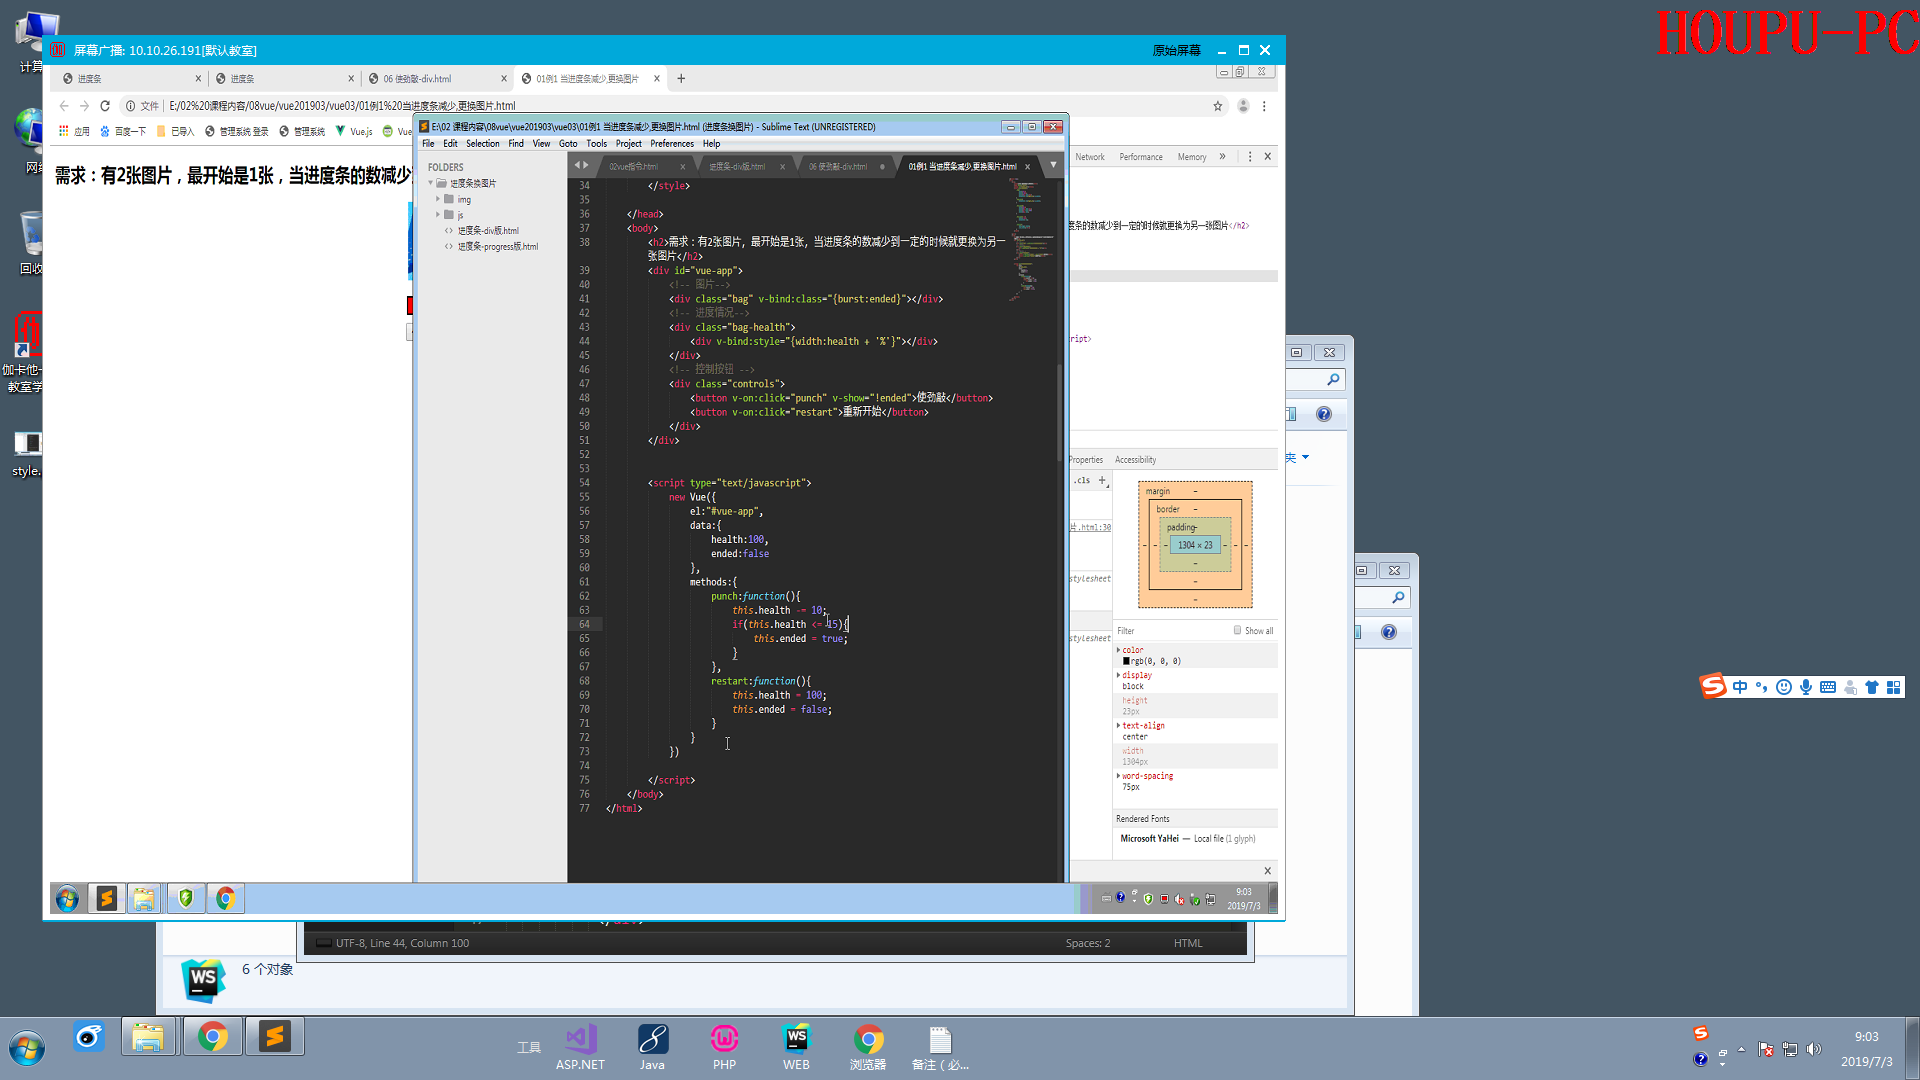 HOUPU-PC
屏幕广播: 10.10.26.191[默认教室]
原始屏幕
进度条
进度条
06 使劲敲-div.html
01例1 当进度条减少,更换图片
文件
E:/02%20课程内容/08vue/vue201903/vue03/01例1%20当进度条减少,更换图片.html
应用
百度一下
已导入
管理系统 登录
管理系统
Vue.js
Vue
需求：有2张图片，最开始是1张，当进度条的数减少
E:\02 课程内容\08vue\vue201903\vue03\01例1 当进度条减少,更换图片.html (进度条换图片) - Sublime Text (UNREGISTERED)
File Edit Selection Find View Goto Tools Project Preferences Help
FOLDERS
进度条换图片
img
js
进度条-div版.html
进度条-progress版.html
02vue指令.html
进度条-div版.html
06 使劲敲-div.html
01例1 当进度条减少,更换图片.html
34 </style>
35
36 </head>
37 <body>
38 <h2>需求：有2张图片, 最开始是1张, 当进度条的数减少到一定的时候就更换为另一
张图片</h2>
39 <div id="vue-app">
40 <!-- 图片-->
41 <div class="bag" v-bind:class="{burst:ended}"></div>
42 <!-- 进度情况-->
43 <div class="bag-health">
44 <div v-bind:style="{width:health + '%'}"></div>
45 </div>
46 <!-- 控制按钮 -->
47 <div class="controls">
48 <button v-on:click="punch" v-show="!ended">使劲敲</button>
49 <button v-on:click="restart">重新开始</button>
50 </div>
51 </div>
52
53
54 <script type="text/javascript">
55 new Vue({
56 el:"#vue-app",
57 data:{
58 health:100,
59 ended:false
60 },
61 methods:{
62 punch:function(){
63 this.health -= 10;
64 if(this.health <= 15){
65 this.ended = true;
66 }
67 },
68 restart:function(){
69 this.health = 100;
70 this.ended = false;
71 }
72 }
73 })
74
75 </script>
76 </body>
77 </html>
Network Performance Memory
度条的数减少到一定的时候就更换为另一张图片</h2>
ript>
Properties Accessibility
.cls
片.html:30
stylesheet
stylesheet
margin
border
padding
1304 × 23
Filter
Show all
color
rgb(0, 0, 0)
display
block
height
23px
text-align
center
width
1304px
word-spacing
75px
Rendered Fonts
Microsoft YaHei — Local file (1 glyph)
9:03
2019/7/3
计算
网络
回收
伽卡他
教室学
style.
夹
中
UTF-8, Line 44, Column 100
Spaces: 2
HTML
WS
6 个对象
工具
ASP.NET
Java
PHP
WEB
浏览器
备注（必...
9:03
2019/7/3